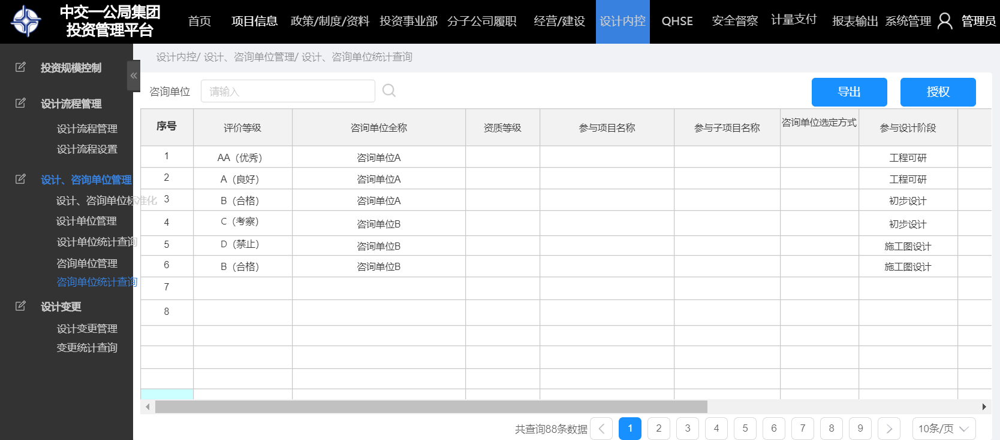 中交一公局集团
投资管理平台
首页 项目信息 政策/制度/资料 投资事业部 分子公司履职 经营/建设 设计内控 QHSE 安全督察 计量支付 报表输出 系统管理 管理员
投资规模控制
设计流程管理
设计流程管理
设计流程设置
设计、咨询单位管理
设计、咨询单位标准化
设计单位管理
设计单位统计查询
咨询单位管理
咨询单位统计查询
设计变更
设计变更管理
变更统计查询
«
设计内控/ 设计、咨询单位管理/ 设计、咨询单位统计查询
咨询单位 请输入 导出 授权
序号 评价等级 咨询单位全称 资质等级 参与项目名称 参与子项目名称 咨询单位选定方式 参与设计阶段
1 AA（优秀） 咨询单位A 工程可研
2 A（良好） 咨询单位A 工程可研
3 B（合格） 咨询单位A 初步设计
4 C（考察） 咨询单位B 初步设计
5 D（禁止） 咨询单位B 施工图设计
6 B（合格） 咨询单位B 施工图设计
7
8
共查询88条数据 1 2 3 4 5 6 7 8 9 10条/页